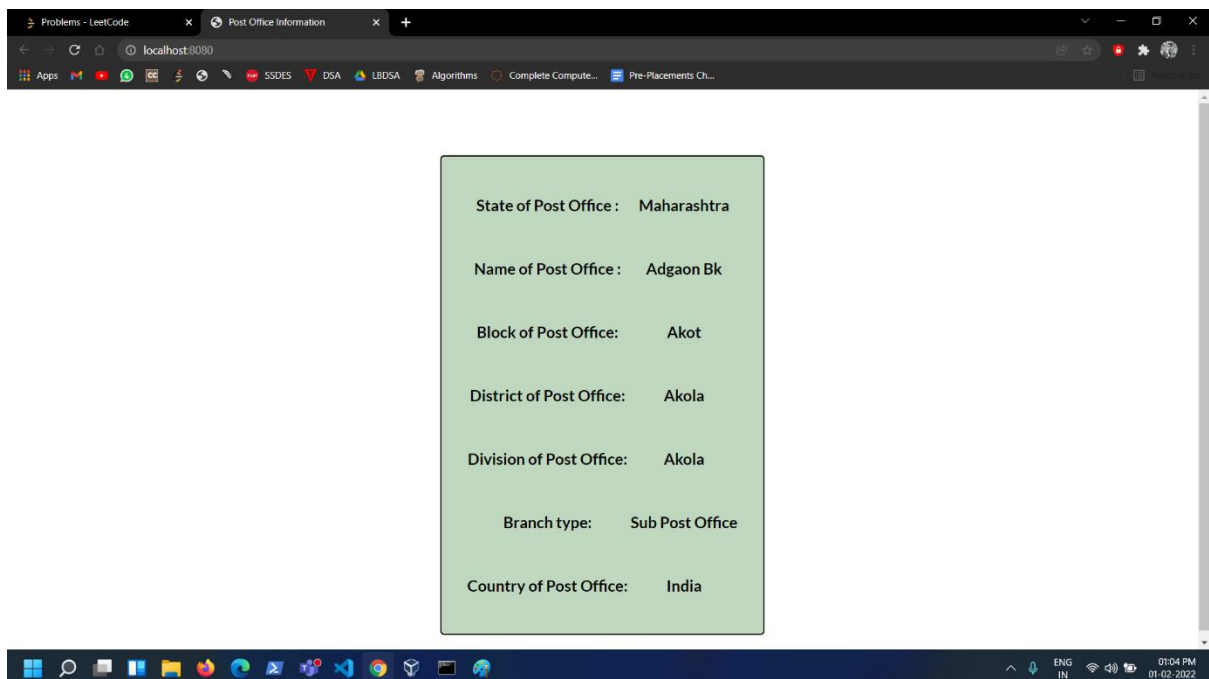 Problems - LeetCode
Post Office Information
localhost:8080
Apps SSDES DSA LBDSA Algorithms Complete Compute... Pre-Placements Ch...
State of Post Office : Maharashtra
Name of Post Office : Adgaon Bk
Block of Post Office: Akot
District of Post Office: Akola
Division of Post Office: Akola
Branch type: Sub Post Office
Country of Post Office: India
ENG
IN
01:04 PM
01-02-2022